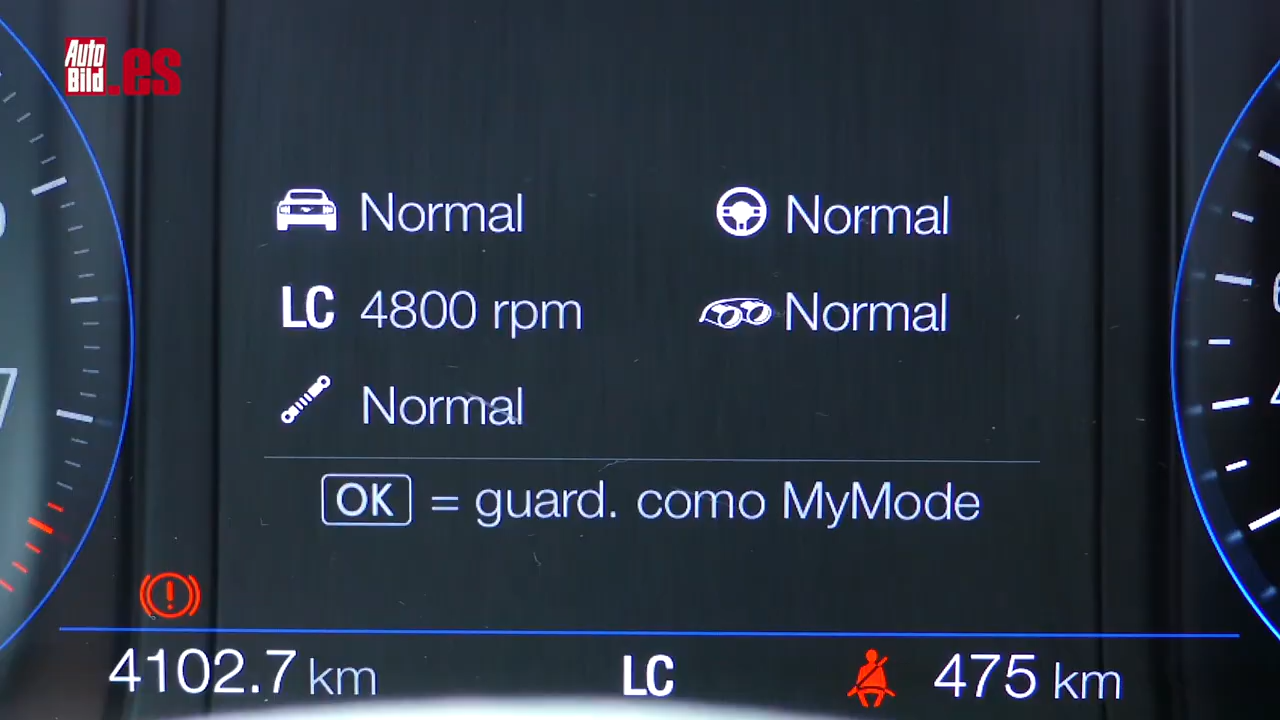 Auto
Bild.es
Normal
Normal
LC 4800 rpm
Normal
Normal
OK = guard. como MyMode
7
4102.7 km
LC
475 km